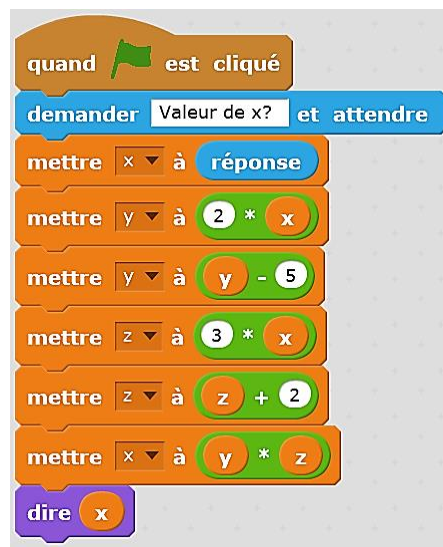 quand est cliqué
demander Valeur de x? et attendre
mettre x à réponse
mettre y à 2 * x
mettre y à y - 5
mettre z à 3 * x
mettre z à z + 2
mettre x à y * z
dire x